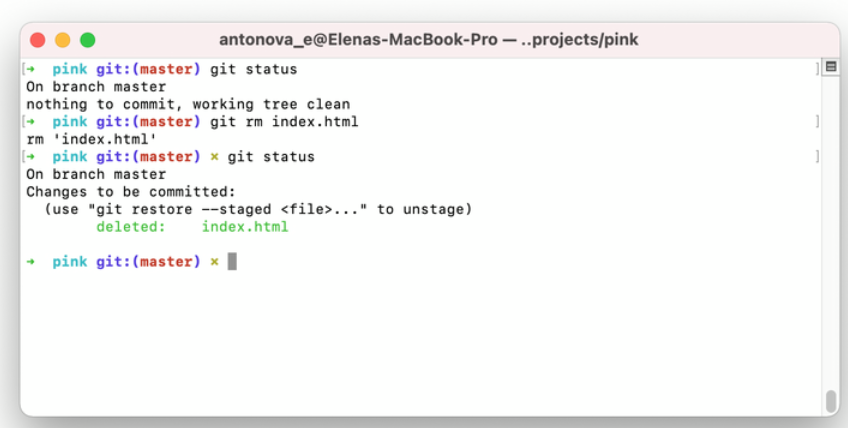 antonova_e@Elenas-MacBook-Pro — ..projects/pink
[➜  pink git:(master) git status ]
On branch master
nothing to commit, working tree clean
[➜  pink git:(master) git rm index.html ]
rm 'index.html'
[➜  pink git:(master) × git status ]
On branch master
Changes to be committed:
  (use "git restore --staged <file>..." to unstage)
        deleted:    index.html
➜  pink git:(master) ×